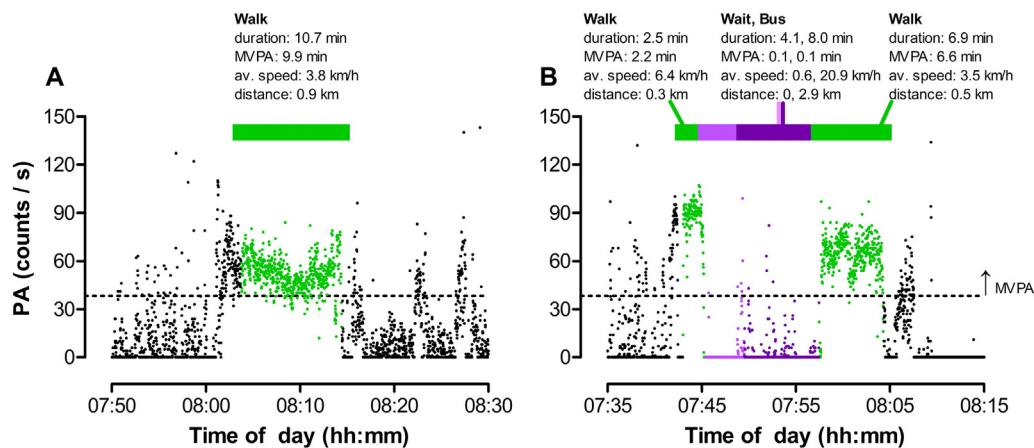 Walk
duration: 10.7 min
MVPA: 9.9 min
av. speed: 3.8 km/h
distance: 0.9 km
A
PA (counts / s)
150
120
90
60
30
0
07:50
08:00
08:10
08:20
08:30
Time of day (hh:mm)
B
Walk
duration: 2.5 min
MVPA: 2.2 min
av. speed: 6.4 km/h
distance: 0.3 km
Wait, Bus
duration: 4.1, 8.0 min
MVPA: 0.1, 0.1 min
av. speed: 0.6, 20.9 km/h
distance: 0, 2.9 km
Walk
duration: 6.9 min
MVPA: 6.6 min
av. speed: 3.5 km/h
distance: 0.5 km
150
120
90
60
30
0
MVPA
07:35
07:45
07:55
08:05
08:15
Time of day (hh:mm)